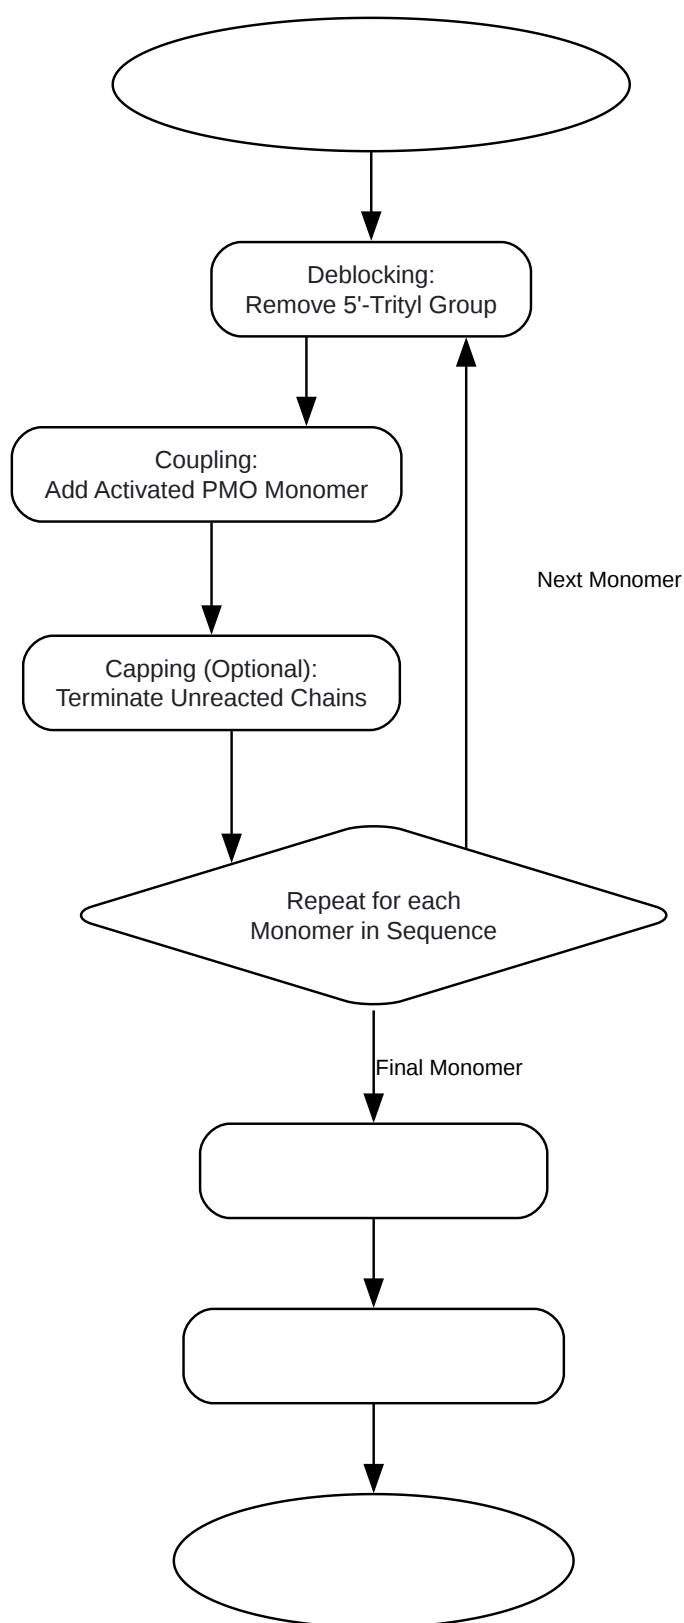 Deblocking:
Remove 5'-Trityl Group
Coupling:
Add Activated PMO Monomer
Next Monomer
Capping (Optional):
Terminate Unreacted Chains
Repeat for each
Monomer in Sequence
Final Monomer